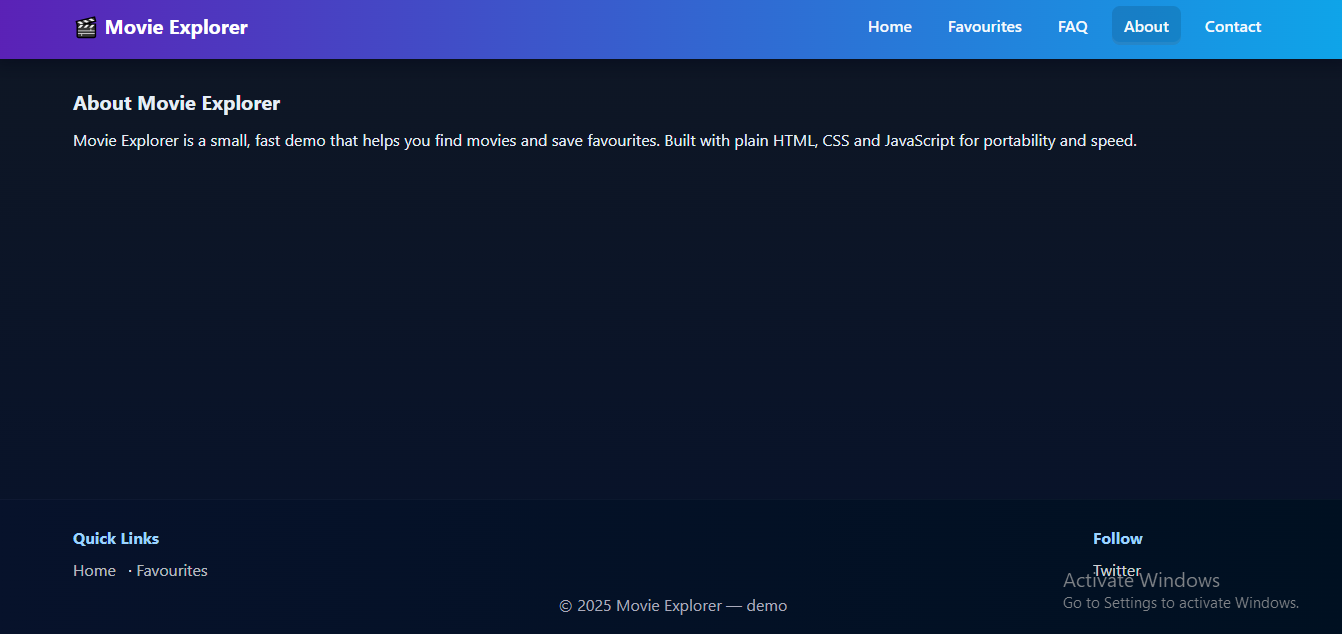 🎬 Movie Explorer
Home Favourites FAQ About Contact
About Movie Explorer
Movie Explorer is a small, fast demo that helps you find movies and save favourites. Built with plain HTML, CSS and JavaScript for portability and speed.
Quick Links
Home · Favourites
Follow
Twitter
Activate Windows
Go to Settings to activate Windows.
© 2025 Movie Explorer — demo